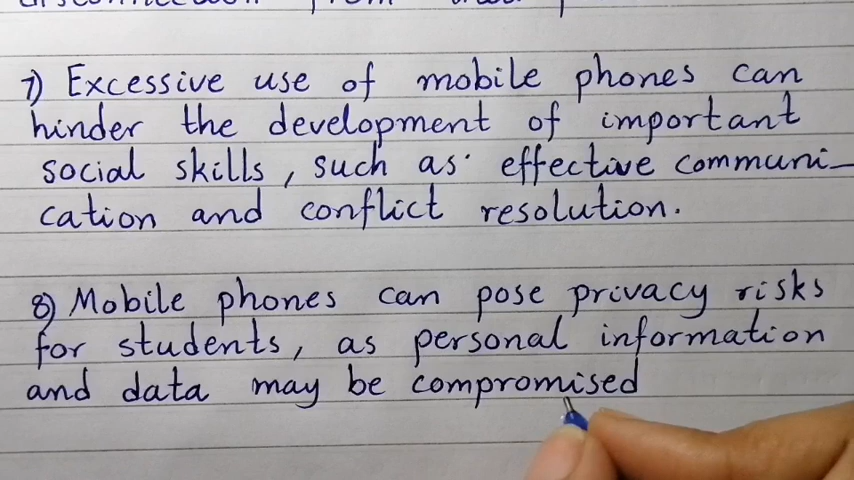 from
7) Excessive use of mobile phones can
hinder the development of important
social skills, such as effective communi-
cation and conflict resolution.
8) Mobile phones can pose privacy risks
for students, as personal information
and data may be compromised